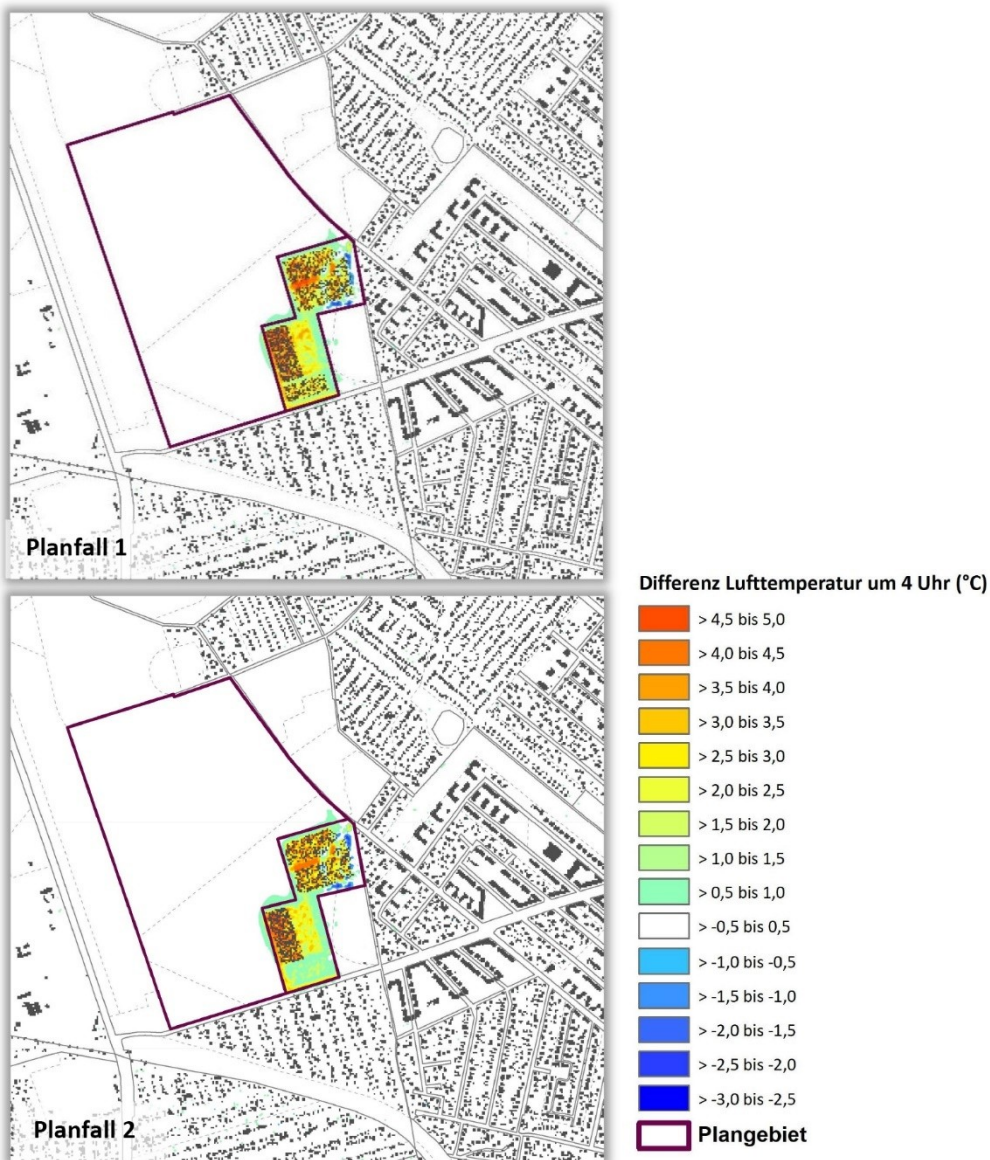 Planfall 1
Planfall 2
Differenz Lufttemperatur um 4 Uhr (°C)
> 4,5 bis 5,0
> 4,0 bis 4,5
> 3,5 bis 4,0
> 3,0 bis 3,5
> 2,5 bis 3,0
> 2,0 bis 2,5
> 1,5 bis 2,0
> 1,0 bis 1,5
> 0,5 bis 1,0
> -0,5 bis 0,5
> -1,0 bis -0,5
> -1,5 bis -1,0
> -2,0 bis -1,5
> -2,5 bis -2,0
> -3,0 bis -2,5
Plangebiet